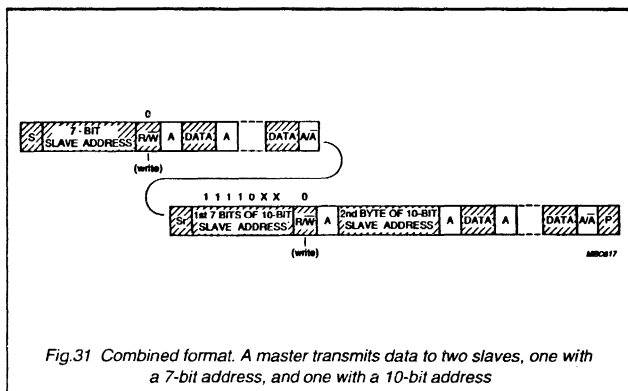 0
S 7 - BIT SLAVE ADDRESS R/W̅ A DATA A DATA A/A̅
(write)
1 1 1 1 0 X X 0
Sr 1st 7 BITS OF 10-BIT SLAVE ADDRESS R/W̅ A 2nd BYTE OF 10-BIT SLAVE ADDRESS A DATA A DATA A/A̅ P
(write)
MBC617
Fig.31 Combined format. A master transmits data to two slaves, one with
a 7-bit address, and one with a 10-bit address